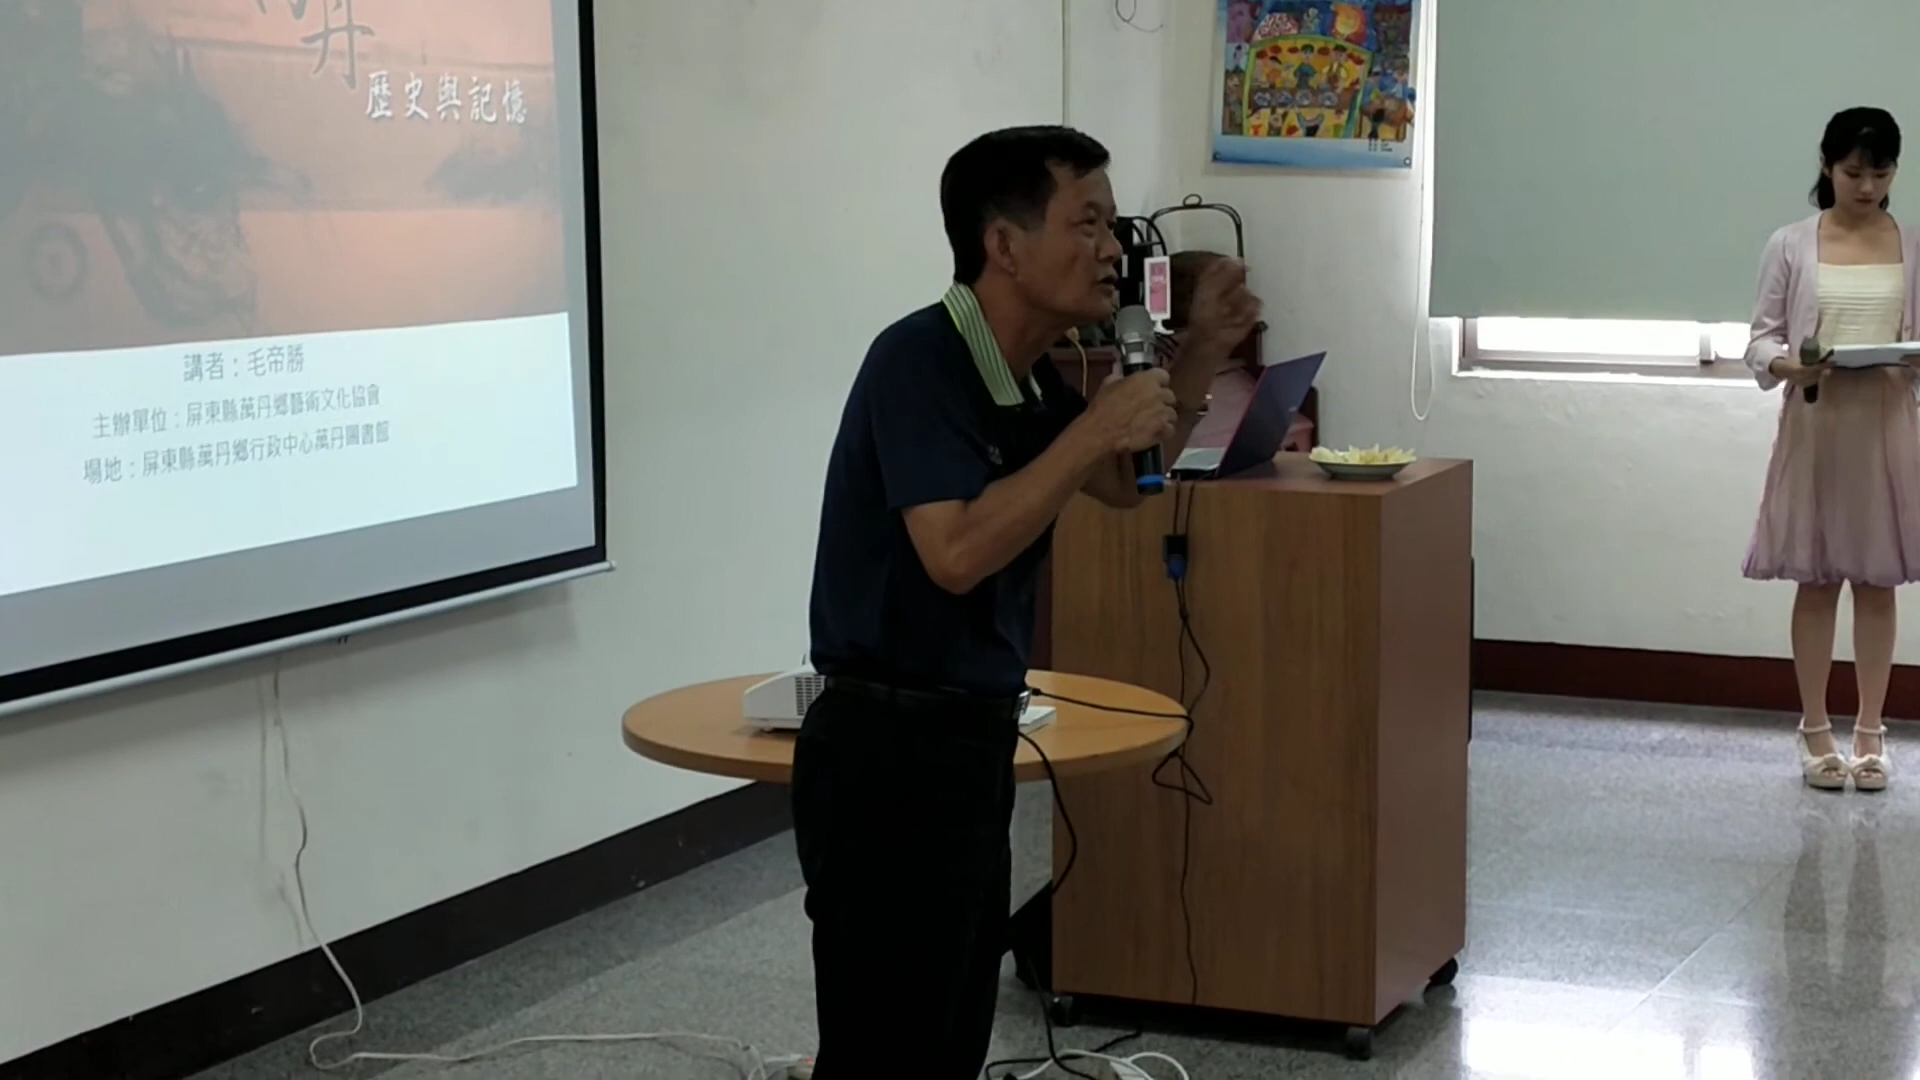 丹
歷史與記憶
講者：毛帝勝
主辦單位：屏東縣萬丹鄉藝術文化協會
場地：屏東縣萬丹鄉行政中心萬丹圖書館